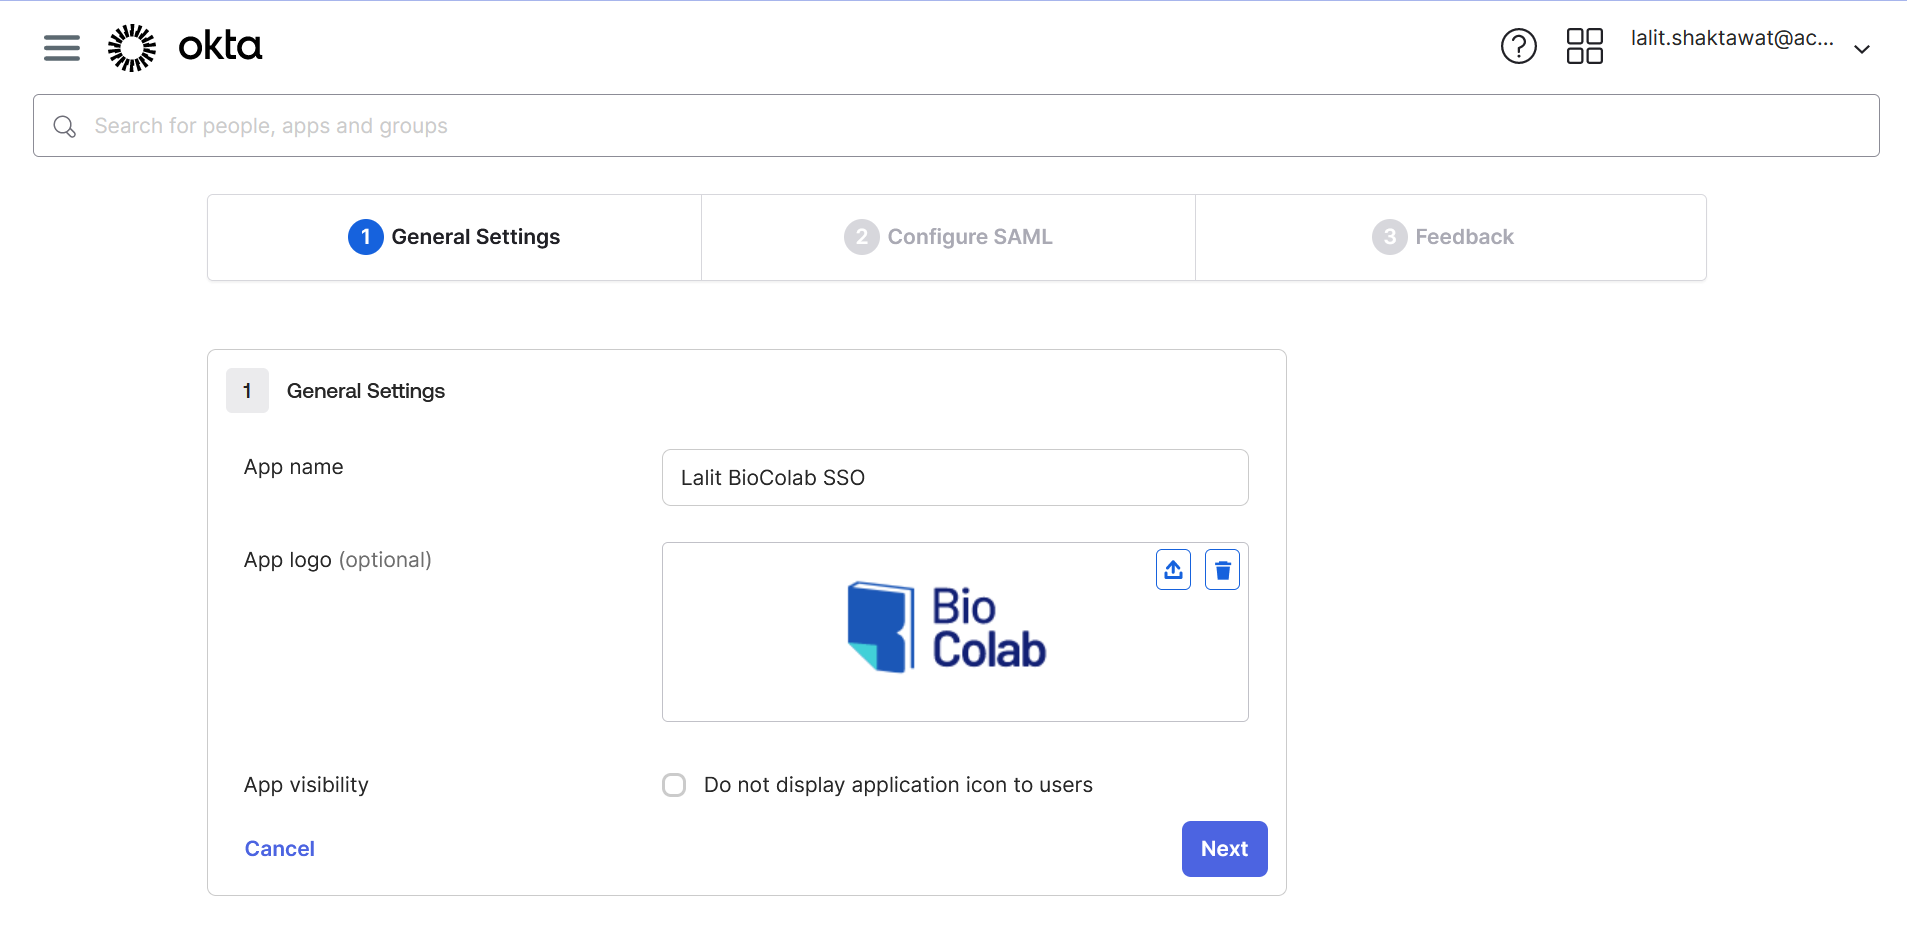 okta
lalit.shaktawat@ac...
Search for people, apps and groups
1 General Settings
2 Configure SAML
3 Feedback
1 General Settings
App name
Lalit BioColab SSO
App logo (optional)
Bio
Colab
App visibility
Do not display application icon to users
Cancel
Next